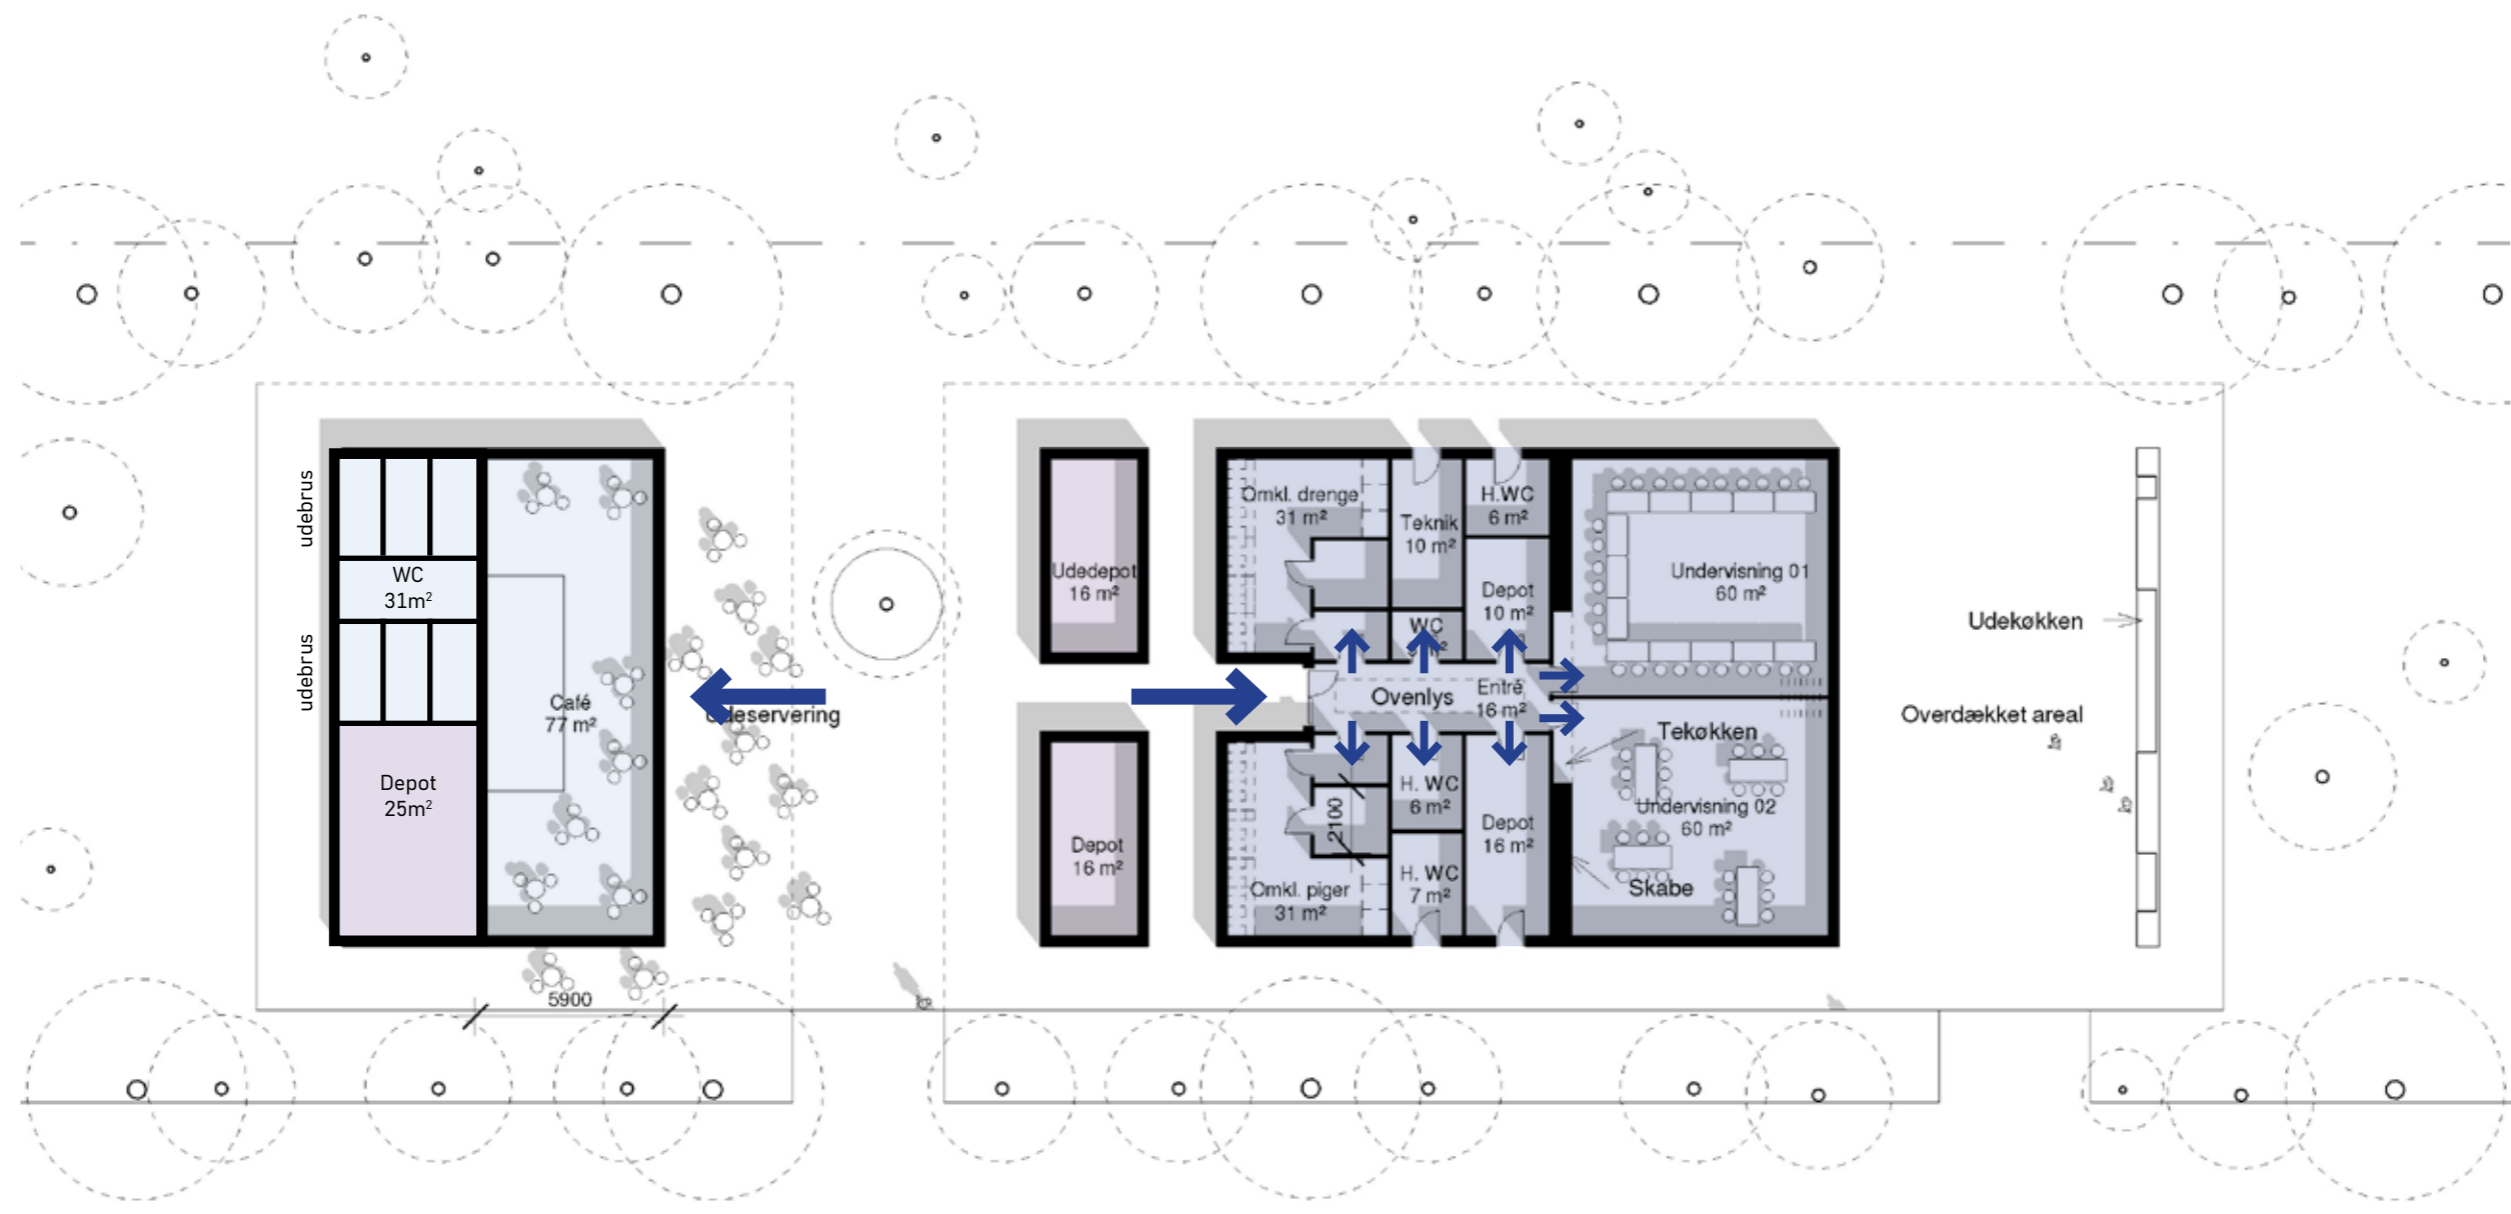 udebrus
WC
31m²
udebrus
Depot
25m²
Café
77 m²
Udeservering
5900
Udedepot
16 m²
Depot
16 m²
Omkl. drenge
31 m²
Teknik
10 m²
H.WC
6 m²
Depot
10 m²
WC
Ovenlys
Entré
16 m²
H. WC
6 m²
2100
Omkl. piger
31 m²
H. WC
7 m²
Depot
16 m²
Undervisning 01
60 m²
Tekøkken
Undervisning 02
60 m²
Skabe
Udekøkken
Overdækket areal